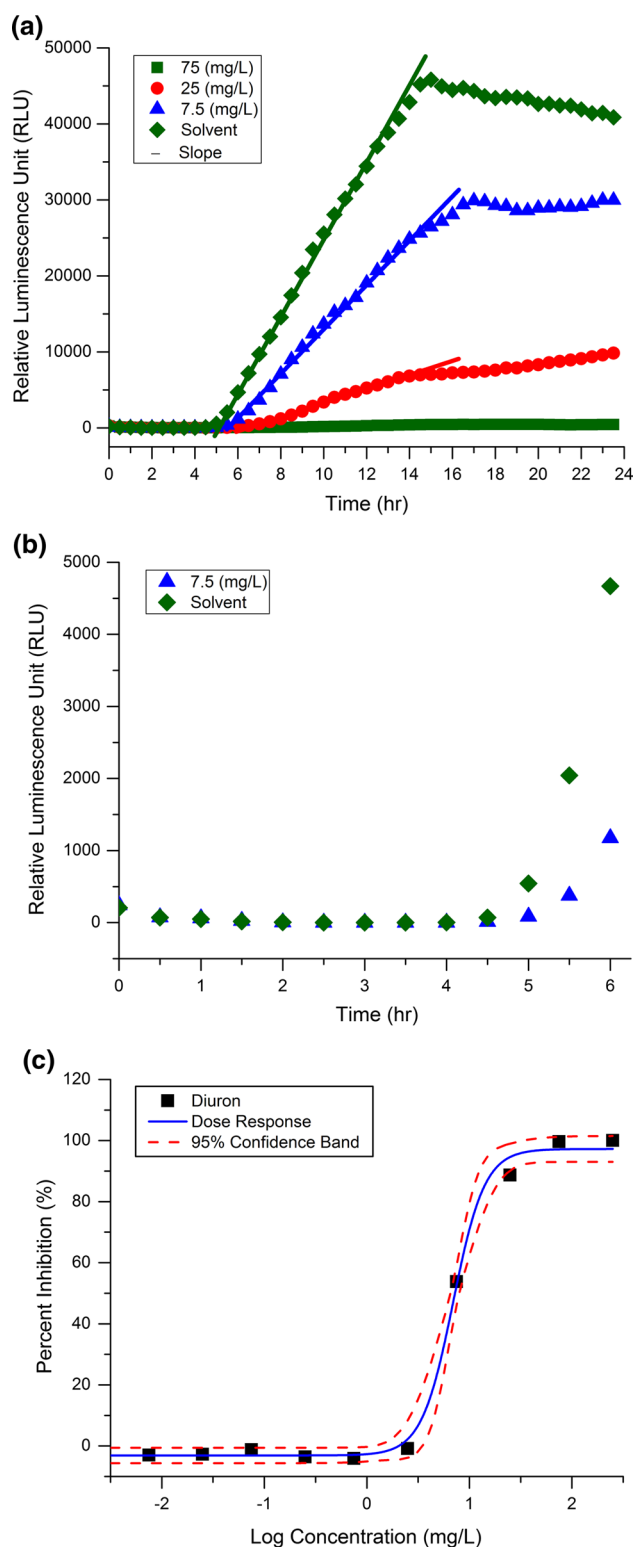 (a)
50000
40000
30000
20000
10000
0
Relative Luminescence Unit (RLU)
75 (mg/L)
25 (mg/L)
7.5 (mg/L)
Solvent
Slope
0 2 4 6 8 10 12 14 16 18 20 22 24
Time (hr)
(b)
5000
4000
3000
2000
1000
0
Relative Luminescence Unit (RLU)
7.5 (mg/L)
Solvent
0 1 2 3 4 5 6
Time (hr)
(c)
120
100
80
60
40
20
0
Percent Inhibition (%)
Diuron
Dose Response
95% Confidence Band
-2 -1 0 1 2
Log Concentration (mg/L)